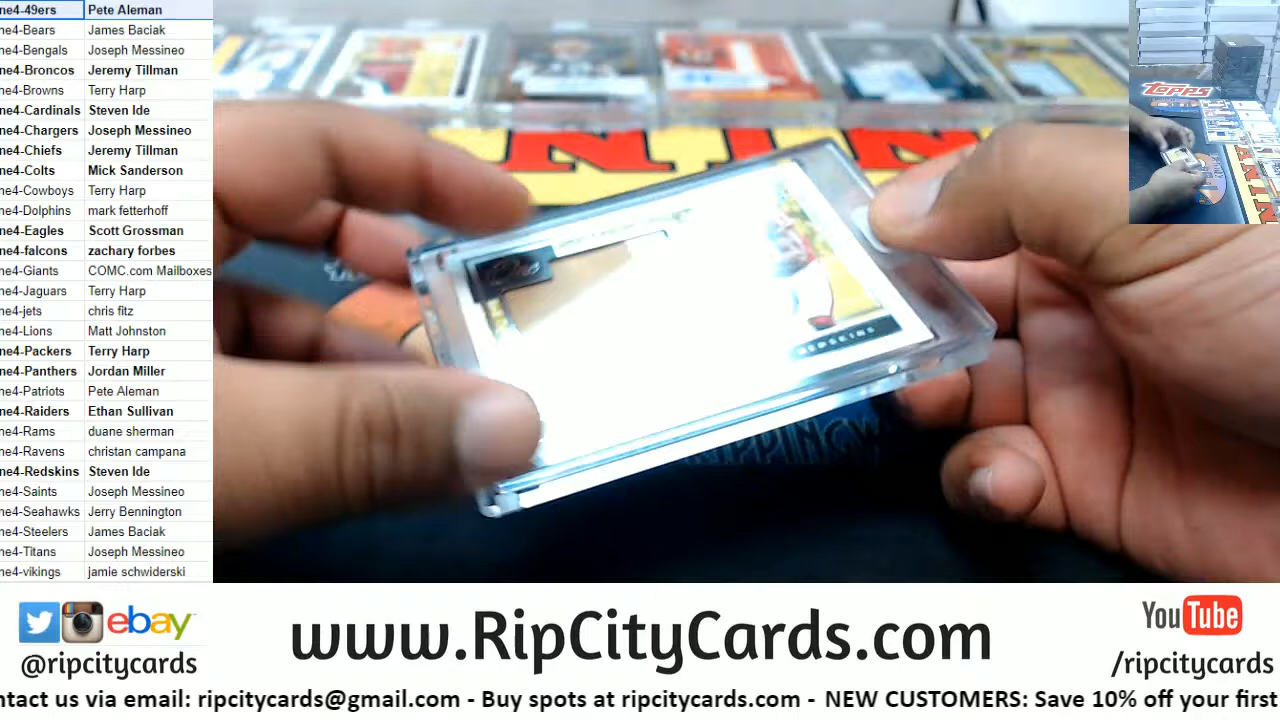 ne4-49ers Pete Aleman
ne4-Bears James Baciak
ne4-Bengals Joseph Messineo
ne4-Broncos Jeremy Tillman
ne4-Browns Terry Harp
ne4-Cardinals Steven Ide
ne4-Chargers Joseph Messineo
ne4-Chiefs Jeremy Tillman
ne4-Colts Mick Sanderson
ne4-Cowboys Terry Harp
ne4-Dolphins mark fetterhoff
ne4-Eagles Scott Grossman
ne4-falcons zachary forbes
ne4-Giants COMC.com Mailboxes
ne4-Jaguars Terry Harp
ne4-jets chris fitz
ne4-Lions Matt Johnston
ne4-Packers Terry Harp
ne4-Panthers Jordan Miller
ne4-Patriots Pete Aleman
ne4-Raiders Ethan Sullivan
ne4-Rams duane sherman
ne4-Ravens christan campana
ne4-Redskins Steven Ide
ne4-Saints Joseph Messineo
ne4-Seahawks Jerry Bennington
ne4-Steelers James Baciak
ne4-Titans Joseph Messineo
ne4-vikings jamie schwiderski
TOPPS
REDSKINS
ebay
@ripcitycards
www.RipCityCards.com
YouTube
/ripcitycards
ntact us via email: ripcitycards@gmail.com - Buy spots at ripcitycards.com - NEW CUSTOMERS: Save 10% off your first